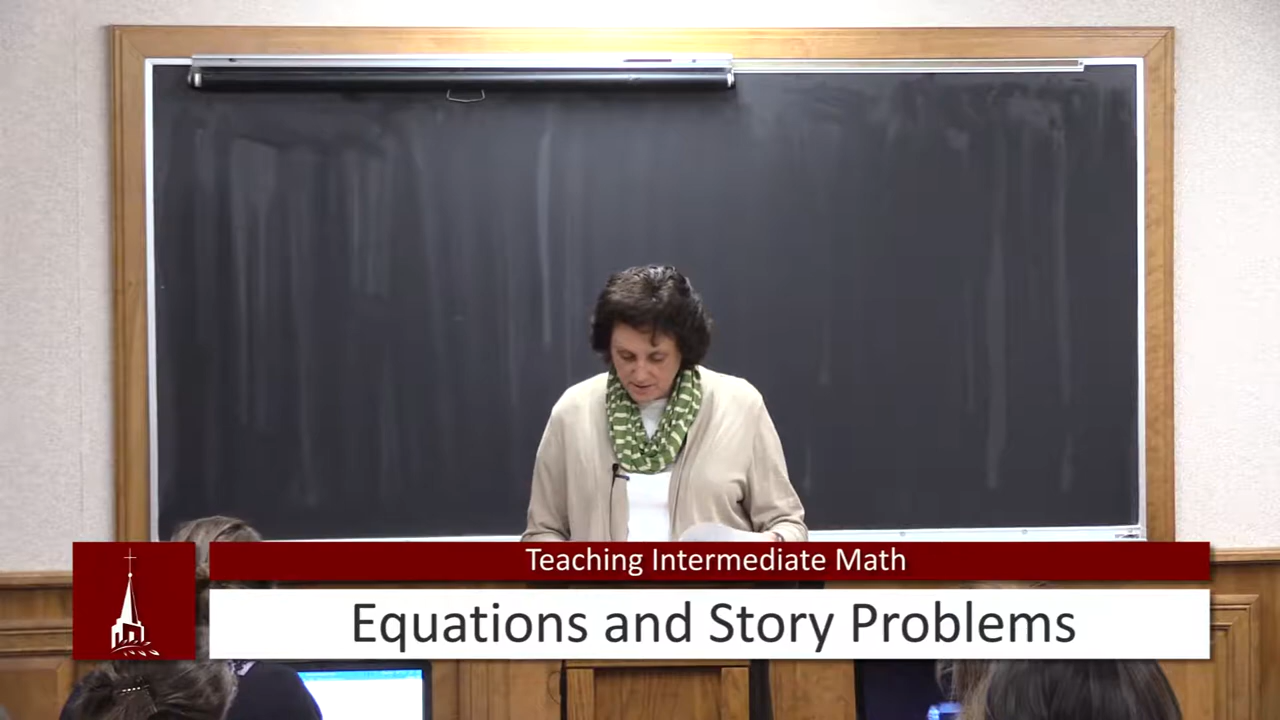 Teaching Intermediate Math
Equations and Story Problems